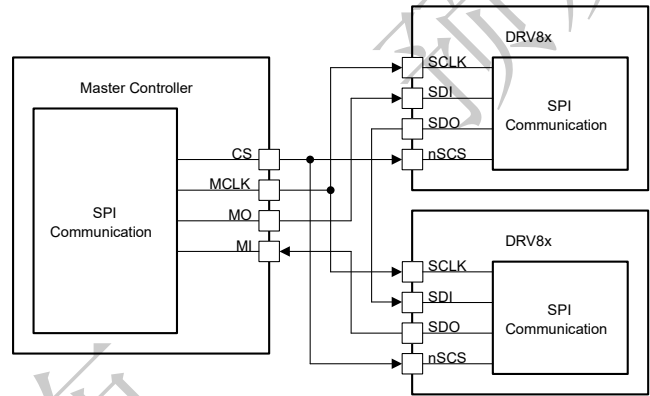 Master Controller
SPI
Communication
CS
MCLK
MO
MI
DRV8x
SCLK
SDI
SDO
nSCS
SPI
Communication
DRV8x
SCLK
SDI
SDO
nSCS
SPI
Communication